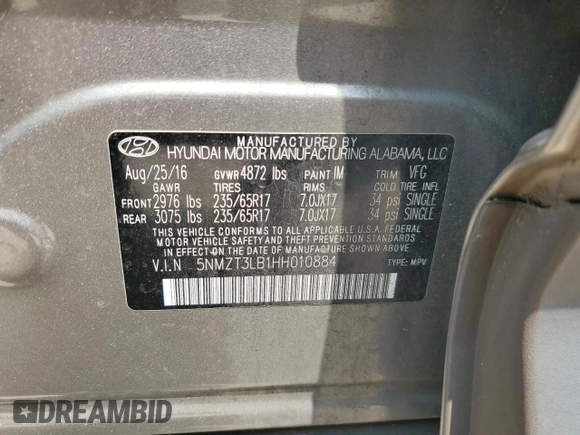 MANUFACTURED BY
HYUNDAI MOTOR MANUFACTURING ALABAMA, LLC
Aug/25/16 GVWR 4872 lbs PAINT IM TRIM VFG
GAWR TIRES RIMS COLD TIRE INFL PSI
FRONT 2976 lbs 235/65R17 7.0JX17 34 psi SINGLE
REAR 3075 lbs 235/65R17 7.0JX17 34 psi SINGLE
THIS VEHICLE CONFORMS TO ALL APPLICABLE U.S.A. FEDERAL
MOTOR VEHICLE SAFETY AND THEFT PREVENTION STANDARDS
IN EFFECT ON THE DATE OF MANUFACTURE SHOWN ABOVE.
V.I.N 5NMZT3LB1HH010884 TYPE: MPV
DREAMBID